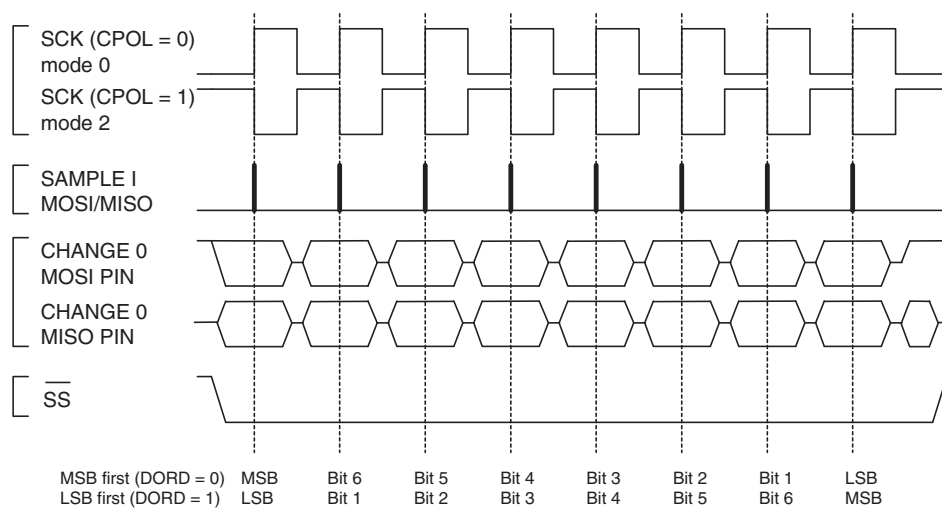 SCK (CPOL = 0)
mode 0
SCK (CPOL = 1)
mode 2
SAMPLE I
MOSI/MISO
CHANGE 0
MOSI PIN
CHANGE 0
MISO PIN
SS
MSB first (DORD = 0) MSB Bit 6 Bit 5 Bit 4 Bit 3 Bit 2 Bit 1 LSB
LSB first (DORD = 1) LSB Bit 1 Bit 2 Bit 3 Bit 4 Bit 5 Bit 6 MSB